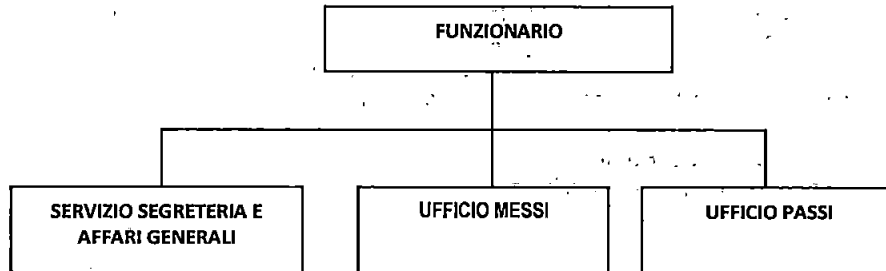 FUNZIONARIO
SERVIZIO SEGRETERIA E
AFFARI GENERALI
UFFICIO MESSI
UFFICIO PASSI